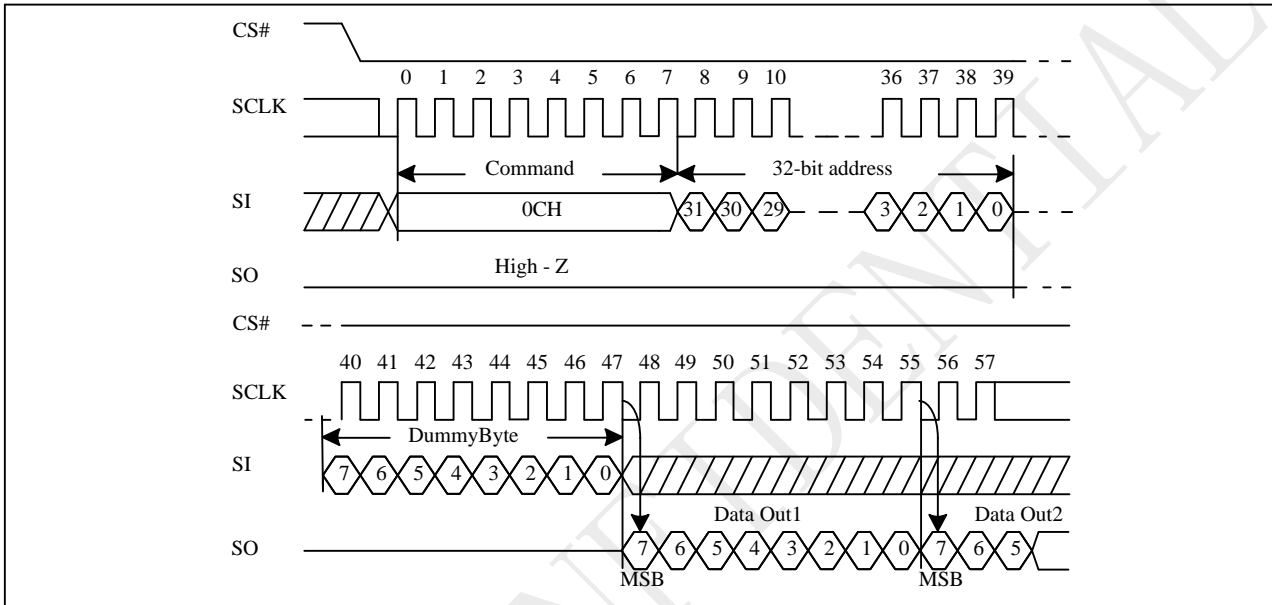 CS#
0 1 2 3 4 5 6 7 8 9 10 36 37 38 39
SCLK
Command 32-bit address
SI 0CH 31 30 29 3 2 1 0
High - Z
SO
CS#
40 41 42 43 44 45 46 47 48 49 50 51 52 53 54 55 56 57
SCLK
DummyByte
SI 7 6 5 4 3 2 1 0
Data Out1 Data Out2
SO 7 6 5 4 3 2 1 0 7 6 5
MSB MSB